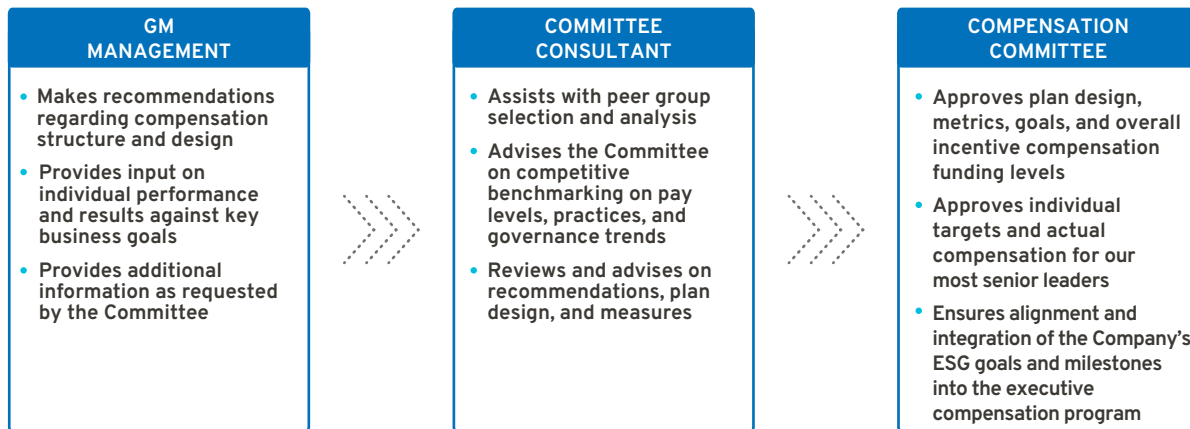 GM
MANAGEMENT
• Makes recommendations
regarding compensation
structure and design
• Provides input on
individual performance
and results against key
business goals
• Provides additional
information as requested
by the Committee
COMMITTEE
CONSULTANT
• Assists with peer group
selection and analysis
• Advises the Committee
on competitive
benchmarking on pay
levels, practices, and
governance trends
• Reviews and advises on
recommendations, plan
design, and measures
COMPENSATION
COMMITTEE
• Approves plan design,
metrics, goals, and overall
incentive compensation
funding levels
• Approves individual
targets and actual
compensation for our
most senior leaders
• Ensures alignment and
integration of the Company's
ESG goals and milestones
into the executive
compensation program